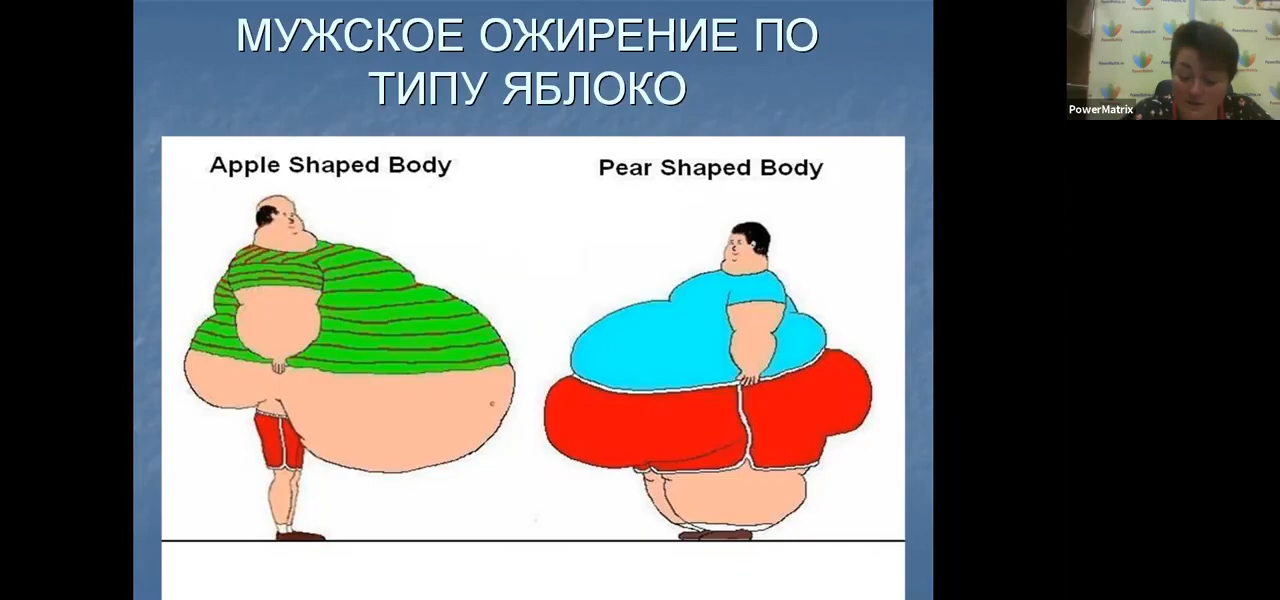 МУЖСКОЕ ОЖИРЕНИЕ ПО
ТИПУ ЯБЛОКО
Apple Shaped Body
Pear Shaped Body
PowerMatrix